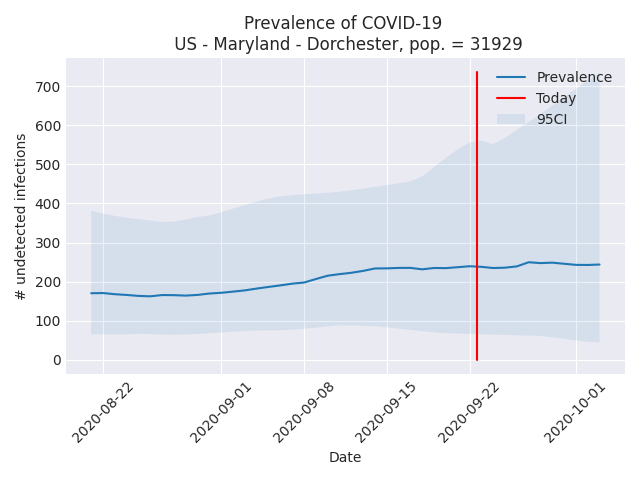 Prevalence of COVID-19
US - Maryland - Dorchester, pop. = 31929
Prevalence
Today
95CI
# undetected infections
700
600
500
400
300
200
100
0
2020-08-22
2020-09-01
2020-09-08
2020-09-15
2020-09-22
2020-10-01
Date